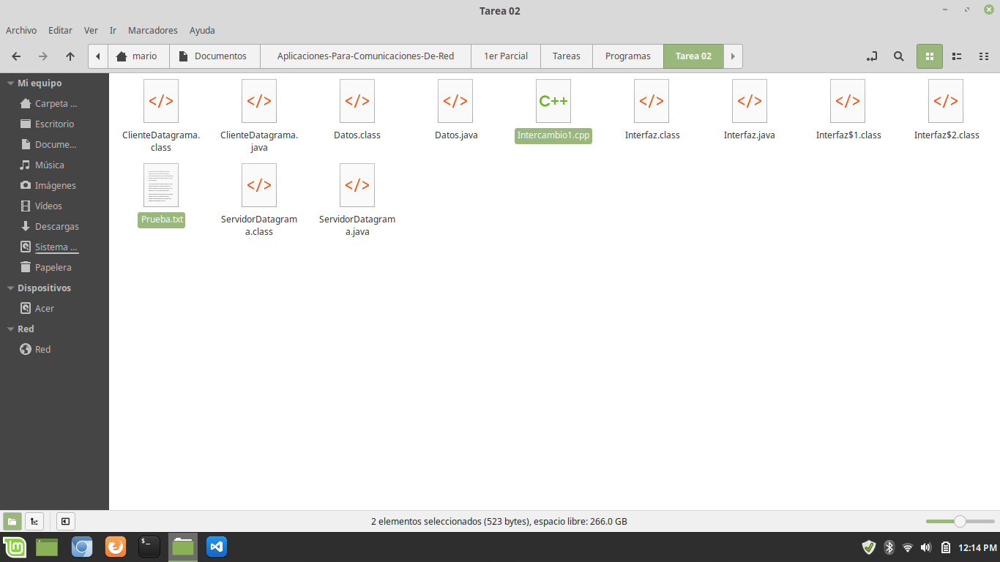 Tarea 02
Archivo Editar Ver Ir Marcadores Ayuda
mario Documentos Aplicaciones-Para-Comunicaciones-De-Red 1er Parcial Tareas Programas Tarea 02
Mi equipo
Carpeta ...
Escritorio
Docume...
Música
Imágenes
Vídeos
Descargas
Sistema ...
Papelera
Dispositivos
Acer
Red
Red
</>
ClienteDatagrama.
class
</>
ClienteDatagrama.
java
</>
Datos.class
</>
Datos.java
C++
Intercambio1.cpp
</>
Interfaz.class
</>
Interfaz.java
</>
Interfaz$1.class
</>
Interfaz$2.class
Prueba.txt
</>
ServidorDatagram
a.class
</>
ServidorDatagram
a.java
2 elementos seleccionados (523 bytes), espacio libre: 266.0 GB
$_
12:14 PM